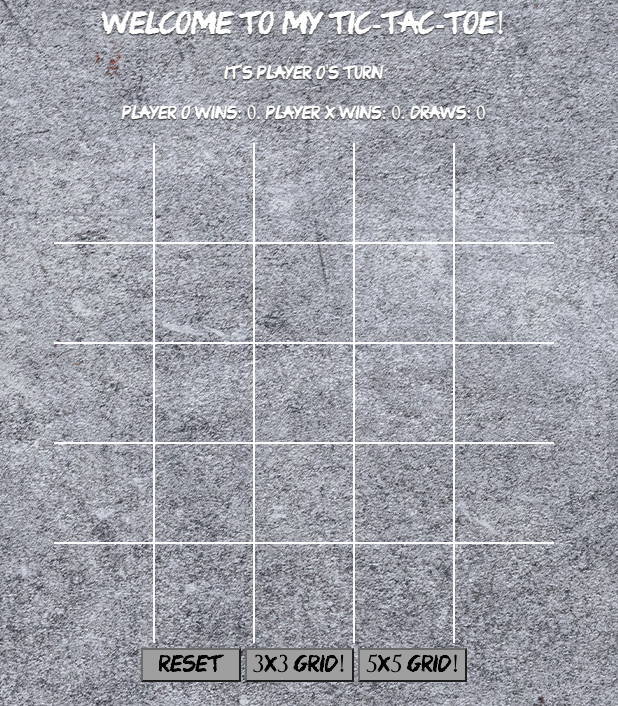 WELCOME TO MY TIC-TAC-TOE!
IT'S PLAYER O'S TURN
PLAYER O WINS: 0. PLAYER X WINS: 0. DRAWS: 0
RESET 3X3 GRID! 5X5 GRID!